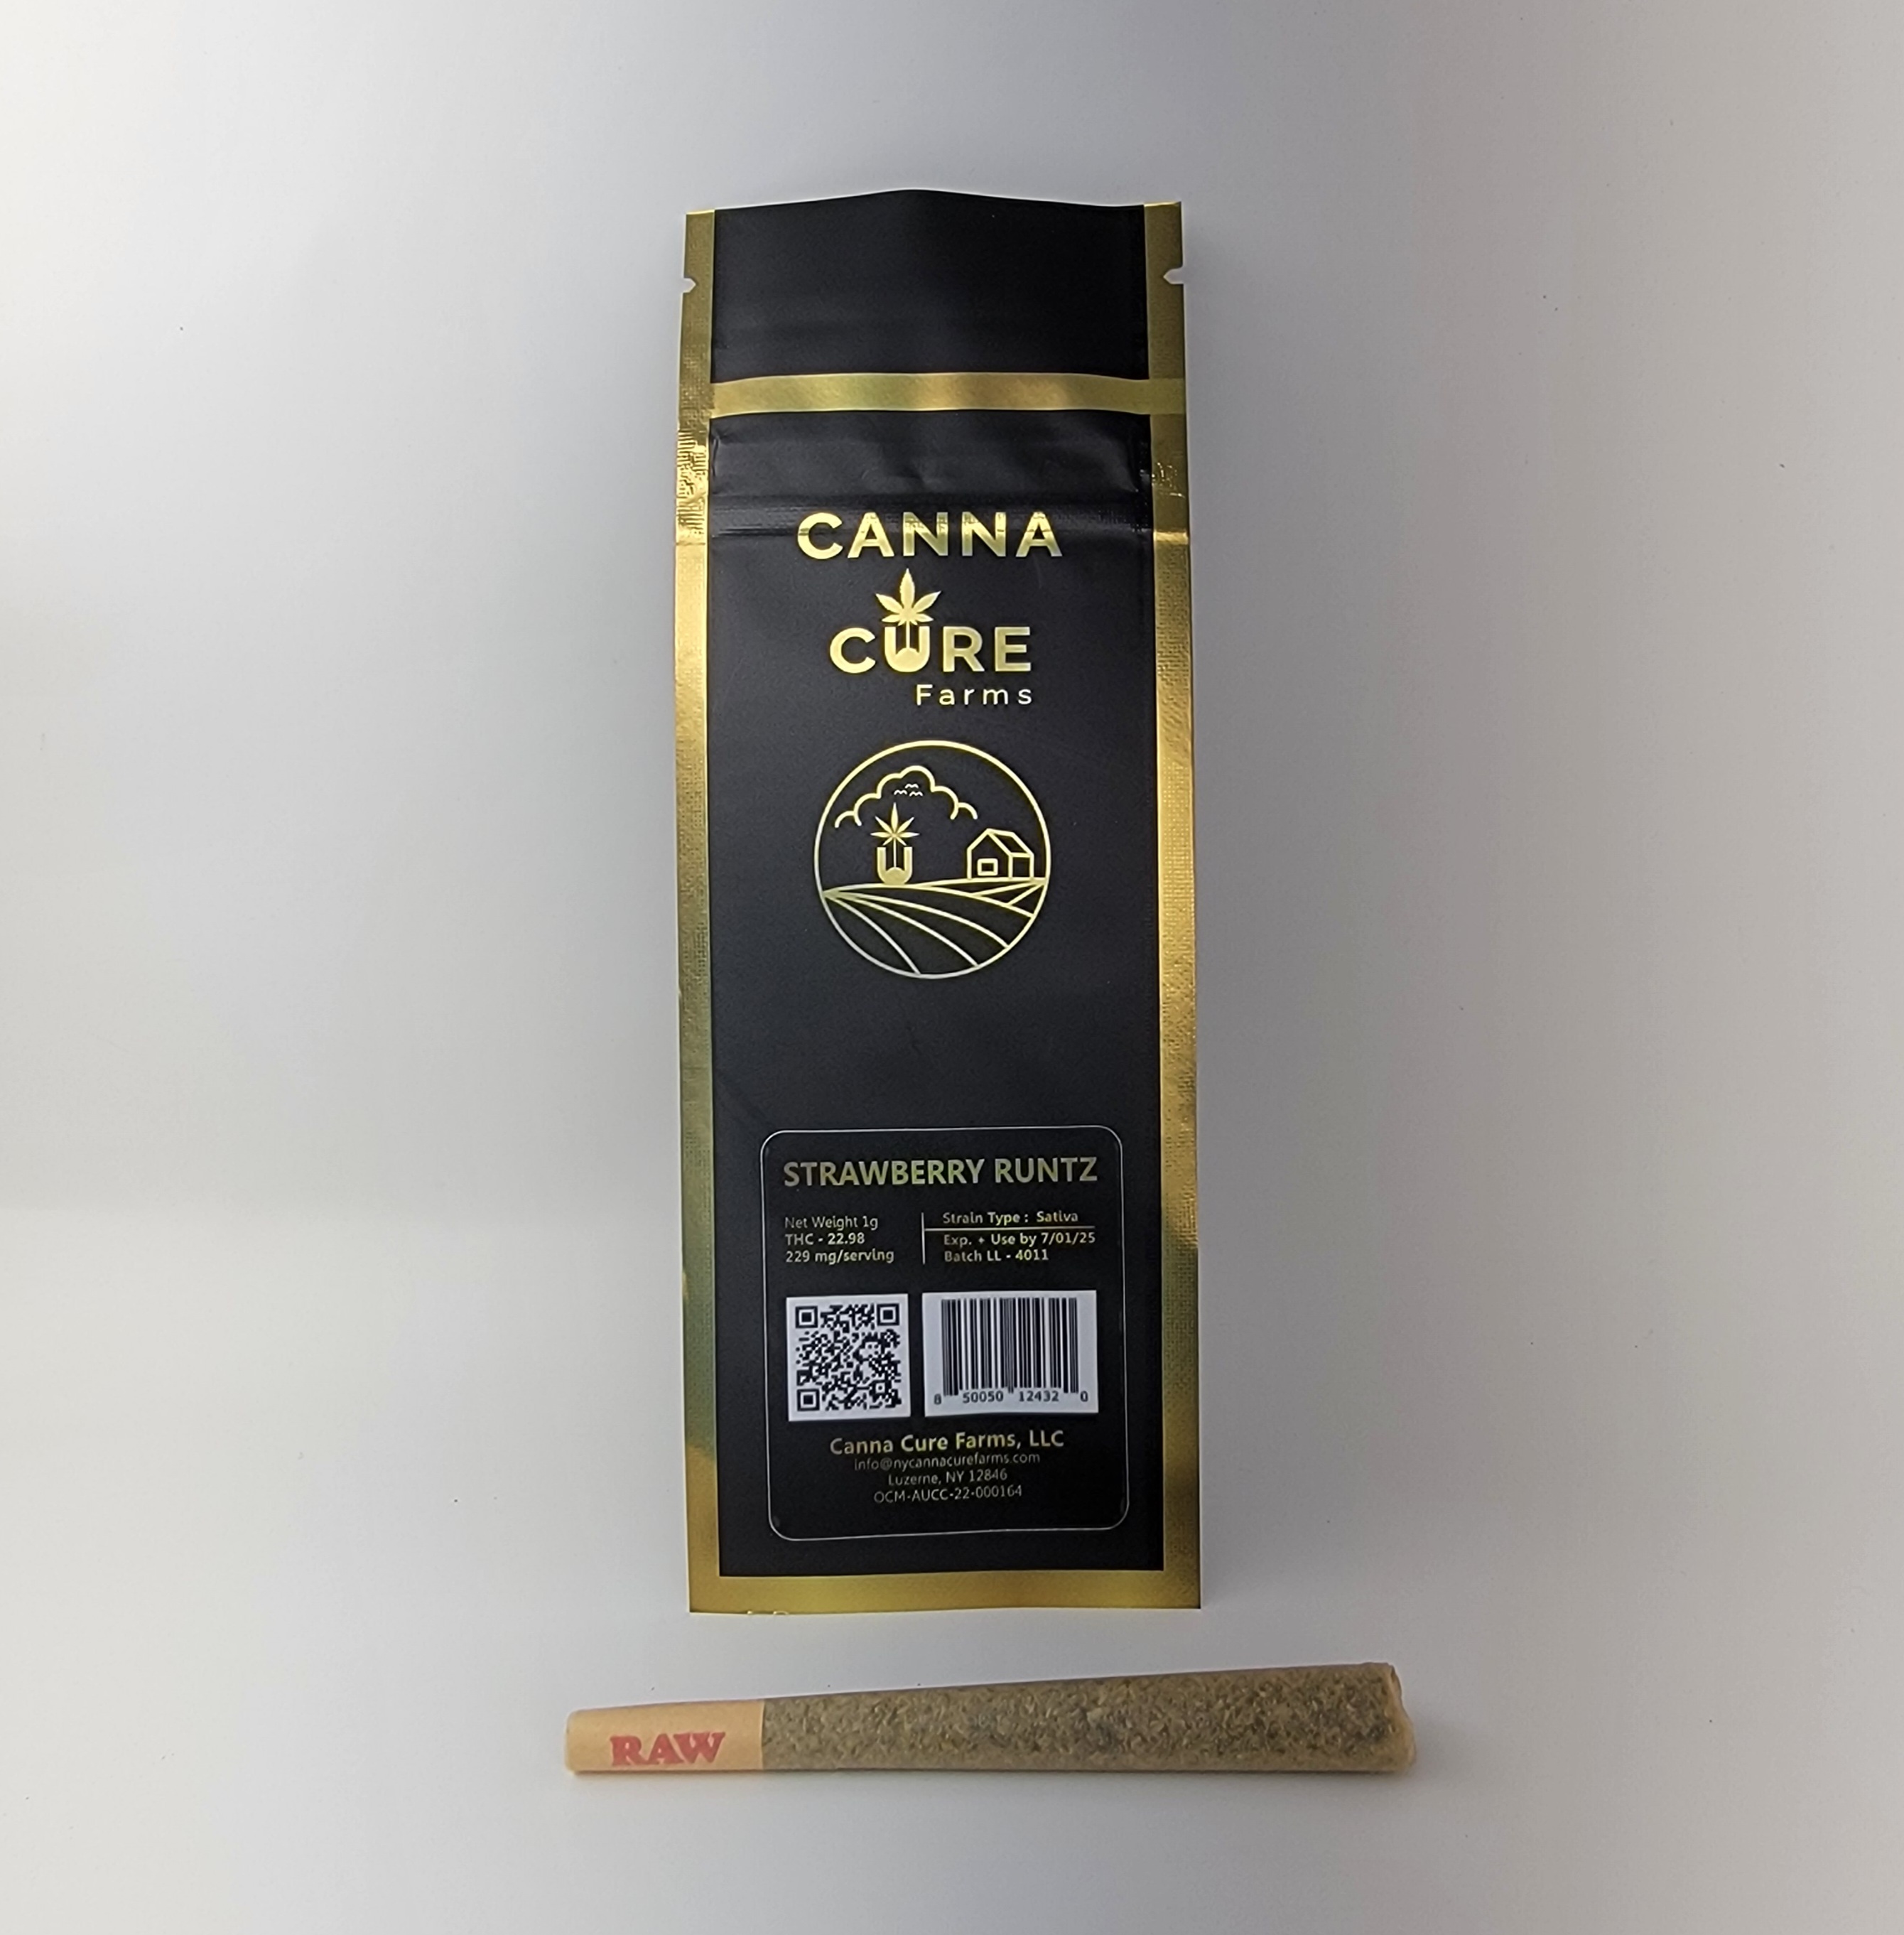 CANNA
CURE
Farms
STRAWBERRY RUNTZ
Net Weight 1g
THC - 22.98
229 mg/serving
Strain Type : Sativa
Exp. + Use by 7/01/25
Batch LL - 4011
8 50050 12432 0
Canna Cure Farms, LLC
info@nycannacurefarms.com
Luzerne, NY 12846
OCM-AUCC-22-000164
RAW